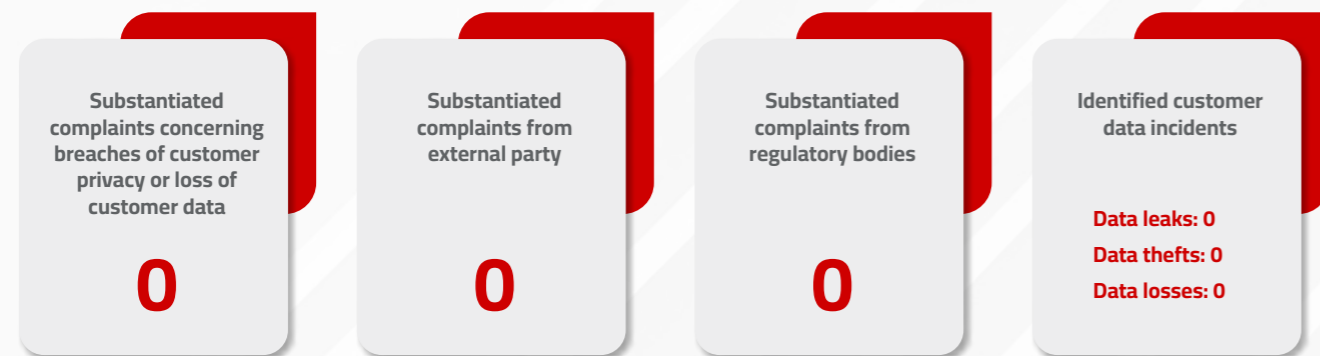 Substantiated
complaints concerning
breaches of customer
privacy or loss of
customer data
0
Substantiated
complaints from
external party
0
Substantiated
complaints from
regulatory bodies
0
Identified customer
data incidents
Data leaks: 0
Data thefts: 0
Data losses: 0